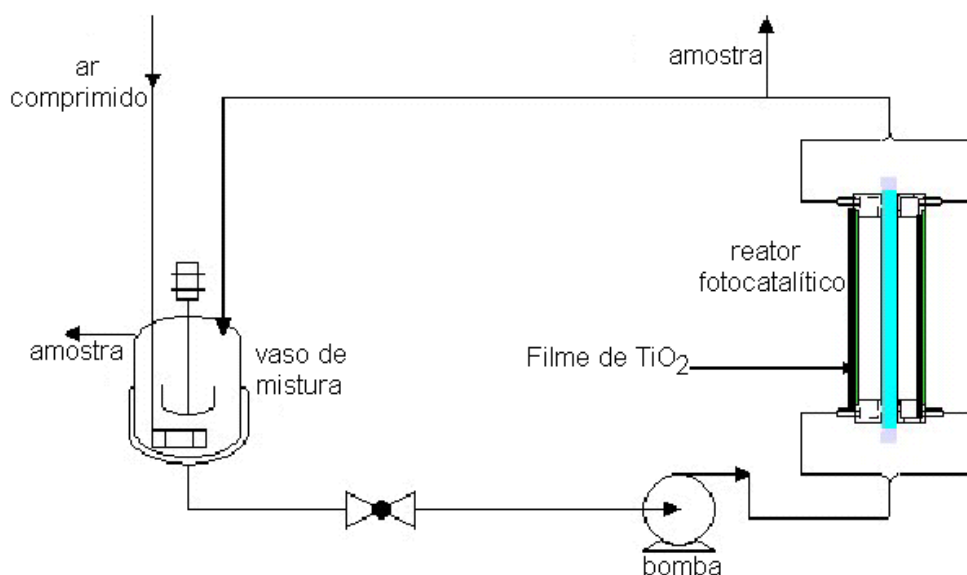 ar
comprimido
amostra
reator
fotocatalítico
amostra
vaso de
mistura
Filme de TiO2
bomba